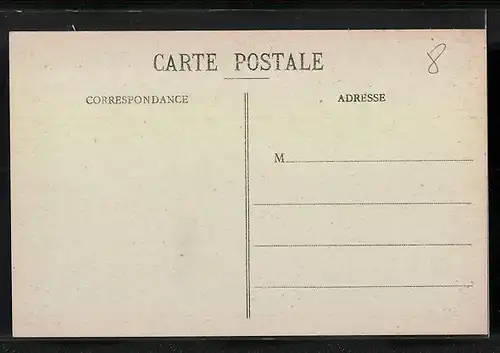 CARTE POSTALE
8
CORRESPONDANCE
ADRESSE
M